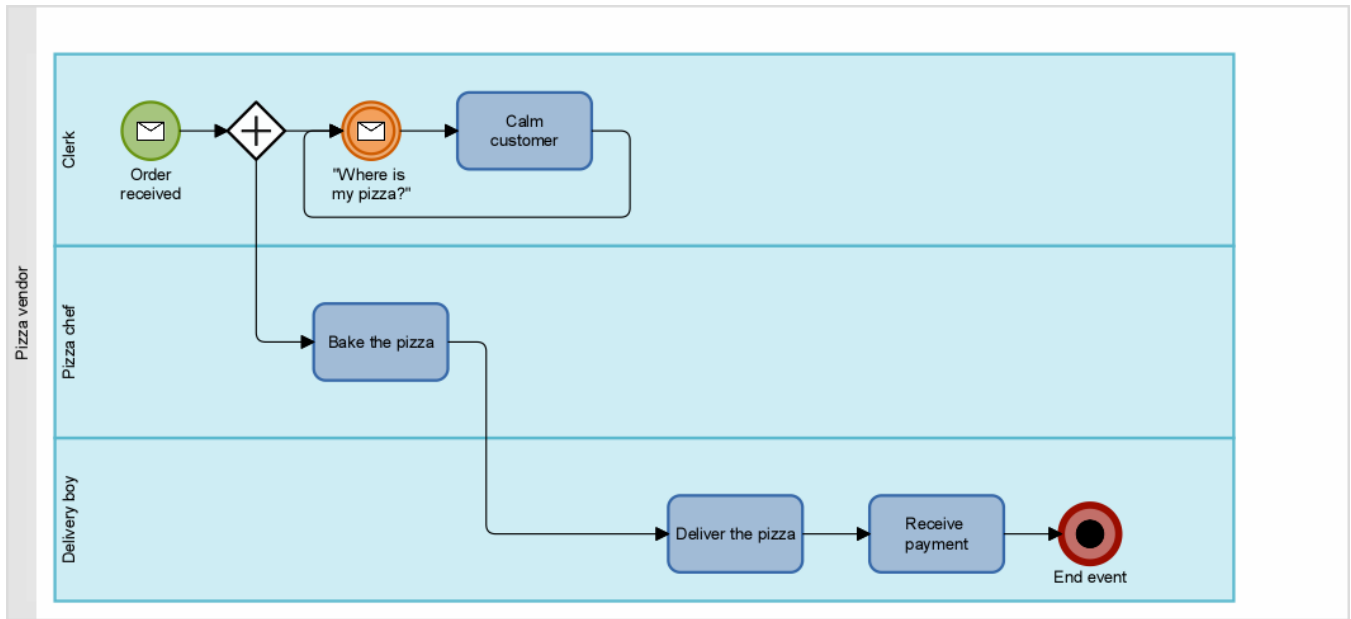 Pizza vendor
Clerk
Order
received
"Where is
my pizza?"
Calm
customer
Pizza chef
Bake the pizza
Delivery boy
Deliver the pizza
Receive
payment
End event